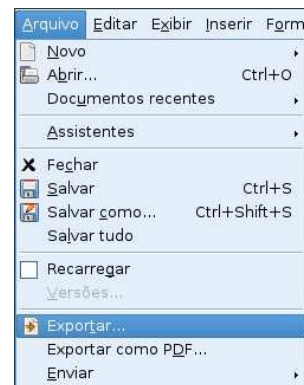 Arquivo Editar Exibir Inserir Form
Novo
Abrir... Ctrl+O
Documentos recentes
Assistentes
Fechar
Salvar Ctrl+S
Salvar como... Ctrl+Shift+S
Salvar tudo
Recarregar
Versões...
Exportar...
Exportar como PDF...
Enviar